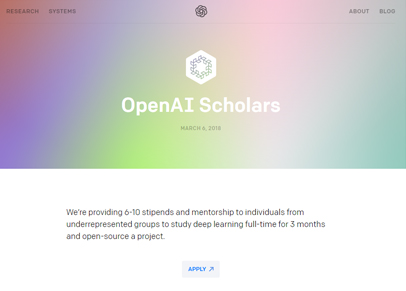 RESEARCH SYSTEMS ABOUT BLOG
OpenAI Scholars
MARCH 6, 2018
We're providing 6-10 stipends and mentorship to individuals from
underrepresented groups to study deep learning full-time for 3 months
and open-source a project.
APPLY ↗